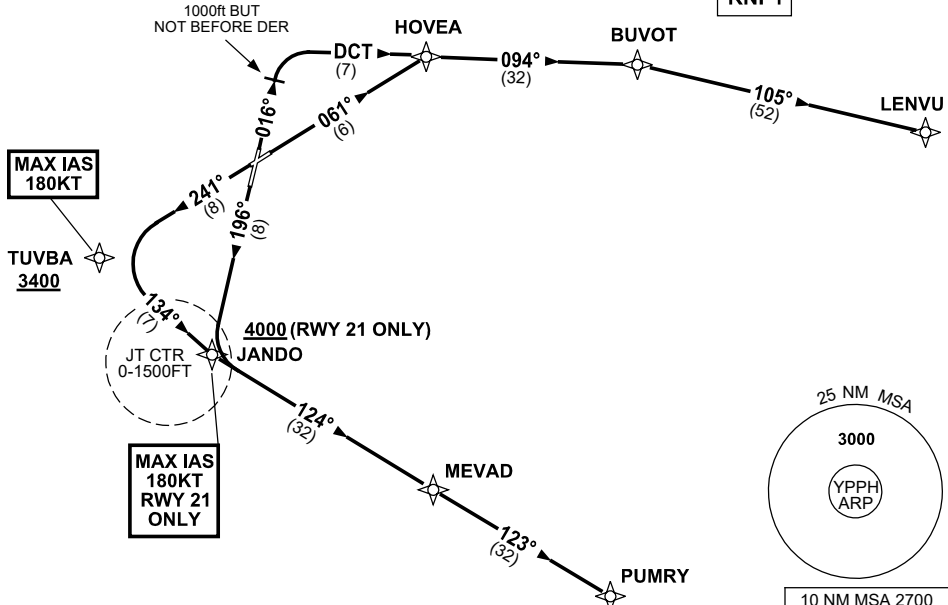 1000ft BUT
NOT BEFORE DER
HOVEA
BUVOT
LENVU
DCT
(7)
094°
(32)
105°
(52)
016°
061°
(6)
MAX IAS
180KT
241°
(8)
196°
(8)
TUVBA
3400
134°
(7)
4000 (RWY 21 ONLY)
JANDO
JT CTR
0-1500FT
124°
(32)
MAX IAS
180KT
RWY 21
ONLY
MEVAD
123°
(32)
PUMRY
25 NM MSA
3000
YPPH
ARP
10 NM MSA 2700